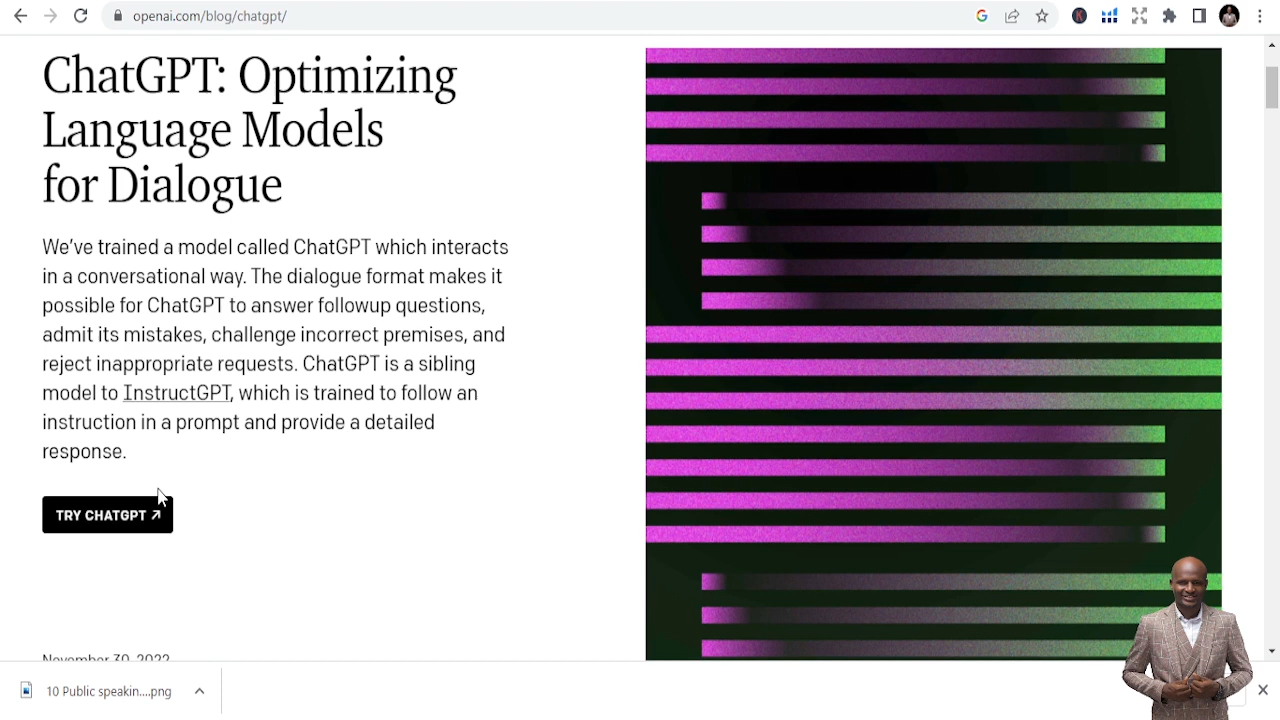 openai.com/blog/chatgpt/
ChatGPT: Optimizing
Language Models
for Dialogue
We've trained a model called ChatGPT which interacts
in a conversational way. The dialogue format makes it
possible for ChatGPT to answer followup questions,
admit its mistakes, challenge incorrect premises, and
reject inappropriate requests. ChatGPT is a sibling
model to InstructGPT, which is trained to follow an
instruction in a prompt and provide a detailed
response.
TRY CHATGPT ↗
November 30, 2022
10 Public speakin....png